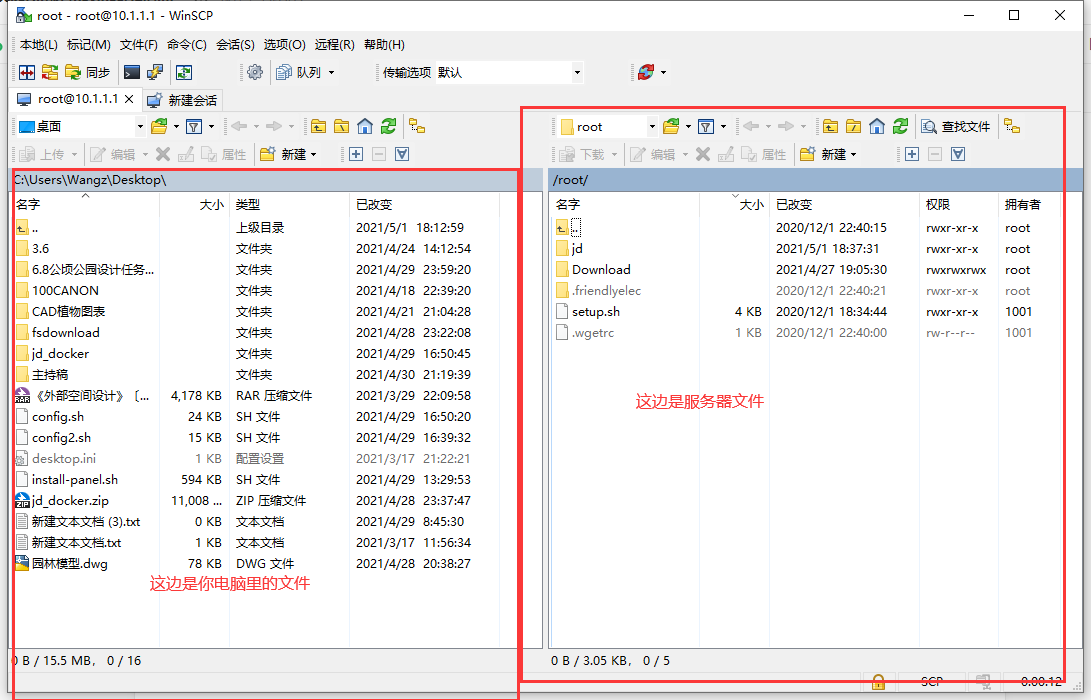 root - root@10.1.1.1 - WinSCP
本地(L) 标记(M) 文件(F) 命令(C) 会话(S) 选项(O) 远程(R) 帮助(H)
同步 队列 传输选项 默认
root@10.1.1.1 × 新建会话
桌面
上传 编辑 属性 新建
C:\Users\Wangz\Desktop\
名字 大小 类型 已改变
.. 上级目录 2021/5/1 18:12:59
3.6 文件夹 2021/4/24 14:12:54
6.8公顷公园设计任务... 文件夹 2021/4/29 23:59:20
100CANON 文件夹 2021/4/18 22:39:20
CAD植物图表 文件夹 2021/4/21 21:04:28
fsdownload 文件夹 2021/4/28 23:22:08
jd_docker 文件夹 2021/4/29 16:50:45
主持稿 文件夹 2021/4/30 21:19:39
《外部空间设计》〔... 4,178 KB RAR 压缩文件 2021/3/29 22:09:58
config.sh 24 KB SH 文件 2021/4/29 16:50:20
config2.sh 15 KB SH 文件 2021/4/29 16:39:32
desktop.ini 1 KB 配置设置 2021/3/17 21:22:21
install-panel.sh 594 KB SH 文件 2021/4/29 13:29:53
jd_docker.zip 11,008 ... ZIP 压缩文件 2021/4/28 23:37:47
新建文本文档 (3).txt 0 KB 文本文档 2021/4/29 8:45:30
新建文本文档.txt 1 KB 文本文档 2021/3/17 11:56:34
园林模型.dwg 78 KB DWG 文件 2021/4/28 20:38:27
这边是你电脑里的文件
0 B / 15.5 MB， 0 / 16
root 查找文件
下载 编辑 属性 新建
/root/
名字 大小 已改变 权限 拥有者
.. 2020/12/1 22:40:15 rwxr-xr-x root
jd 2021/5/1 18:37:31 rwxr-xr-x root
Download 2021/4/27 19:05:30 rwxrwxrwx root
.friendlyelec 2020/12/1 22:40:21 rwxr-xr-x root
setup.sh 4 KB 2020/12/1 18:34:44 rwxr-xr-x 1001
.wgetrc 1 KB 2020/12/1 22:40:00 rw-r--r-- 1001
这边是服务器文件
0 B / 3.05 KB， 0 / 5
SCP 0:00:12